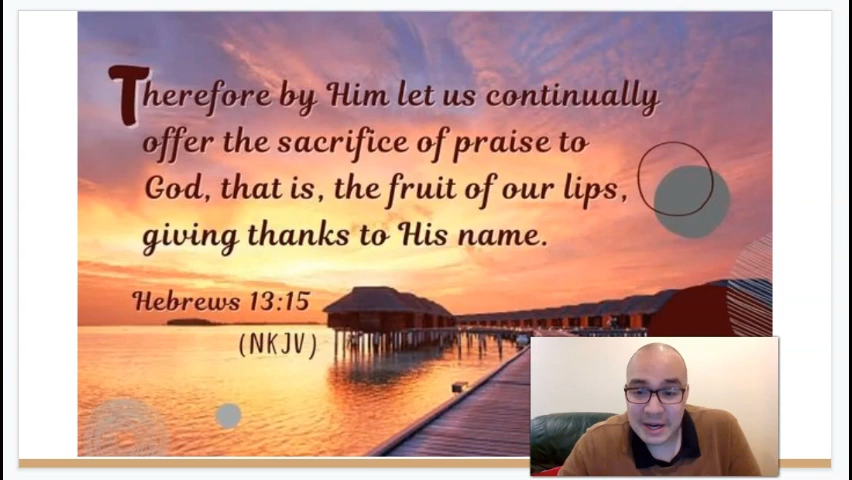 Therefore by Him let us continually
offer the sacrifice of praise to
God, that is, the fruit of our lips,
giving thanks to His name.
Hebrews 13:15
(NKJV)